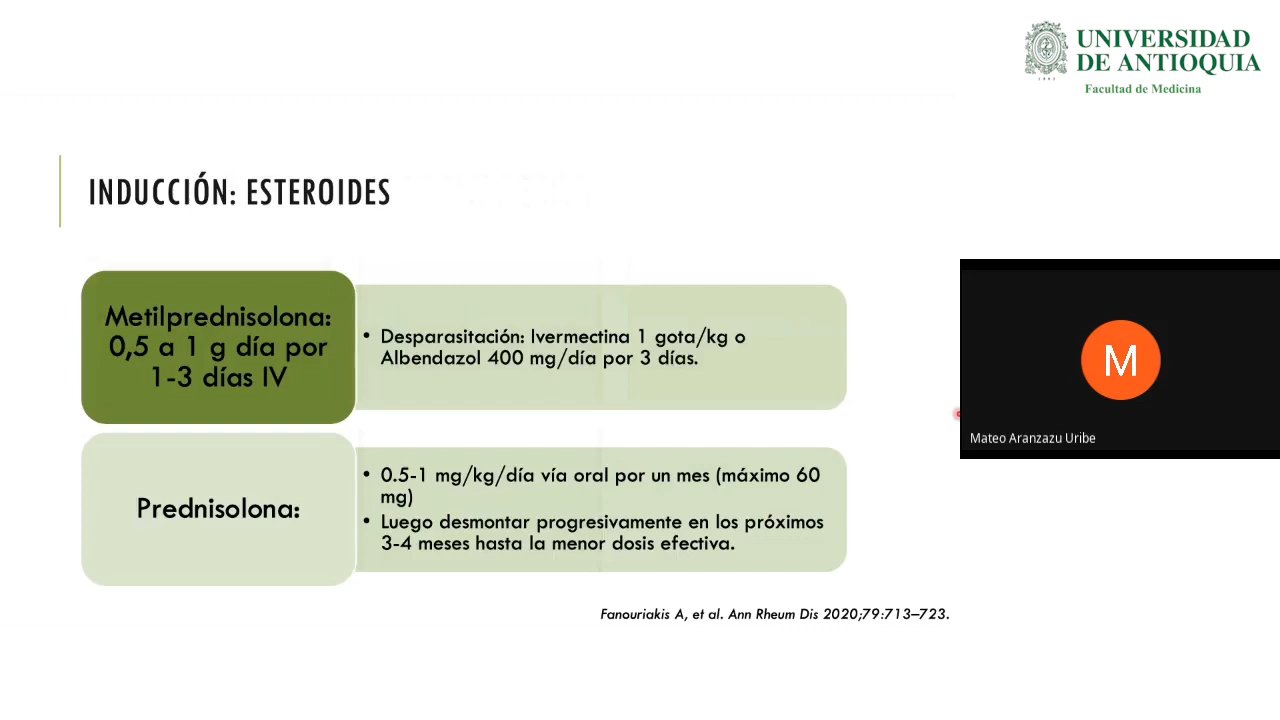 UNIVERSIDAD
DE ANTIOQUIA
1803
Facultad de Medicina
INDUCCIÓN: ESTEROIDES
Metilprednisolona:
0,5 a 1 g día por
1-3 días IV
• Desparasitación: Ivermectina 1 gota/kg o
Albendazol 400 mg/día por 3 días.
Prednisolona:
• 0.5-1 mg/kg/día vía oral por un mes (máximo 60
mg)
• Luego desmontar progresivamente en los próximos
3-4 meses hasta la menor dosis efectiva.
M
Mateo Aranzazu Uribe
Fanouriakis A, et al. Ann Rheum Dis 2020;79:713–723.